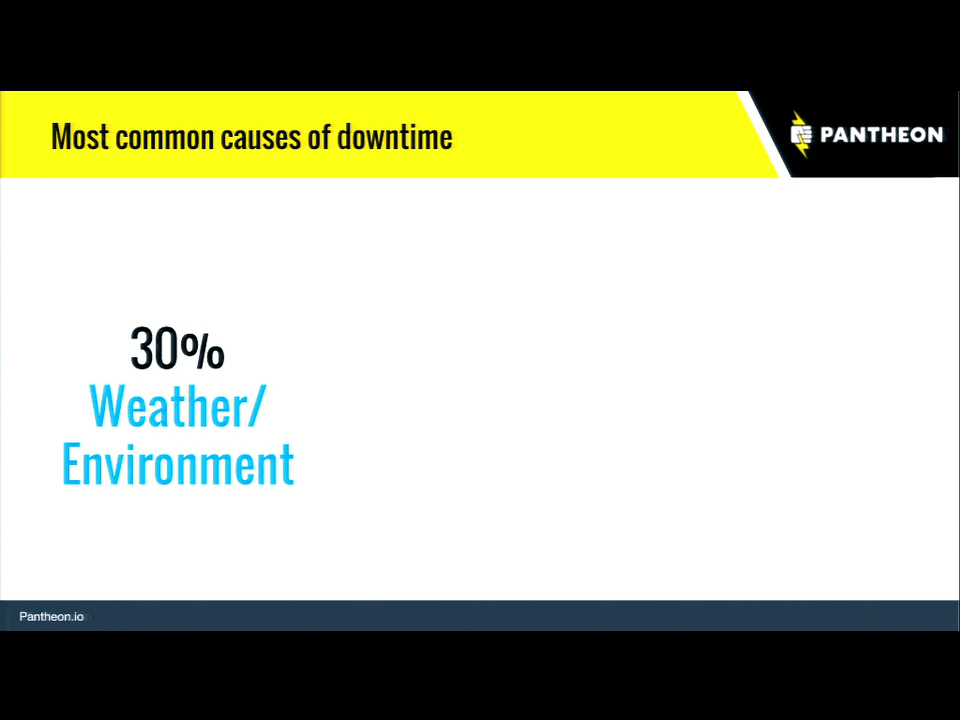 Most common causes of downtime
PANTHEON
30%
Weather/
Environment
Pantheon.io